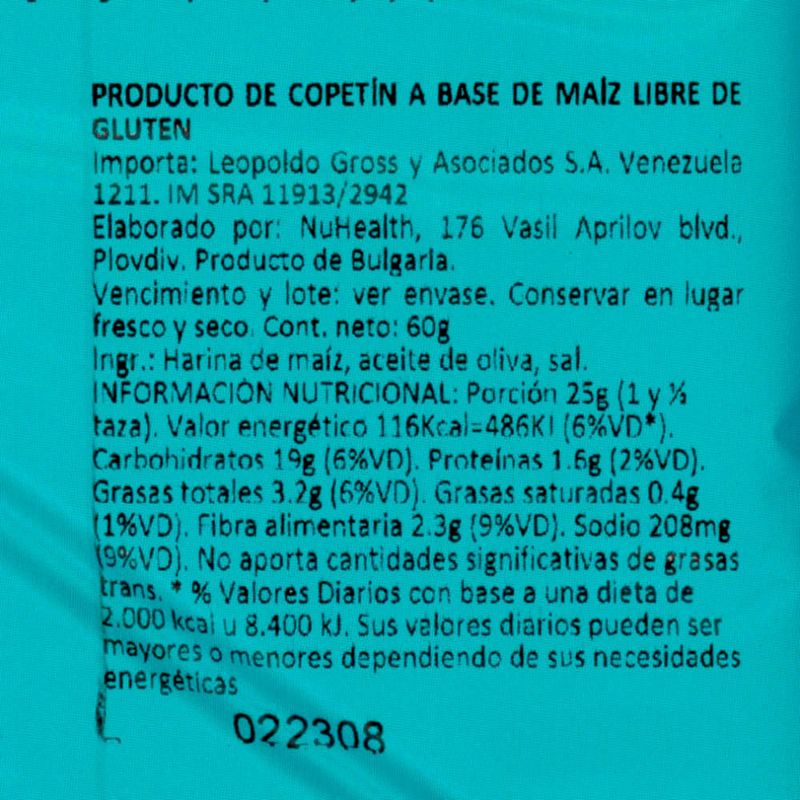 PRODUCTO DE COPETÍN A BASE DE MAÍZ LIBRE DE
GLUTEN
Importa: Leopoldo Gross y Asociados S.A. Venezuela
1211. IM SRA 11913/2942
Elaborado por: NuHealth, 176 Vasil Aprilov blvd.,
Plovdiv. Producto de Bulgaria.
Vencimiento y lote: ver envase. Conservar en lugar
fresco y seco. Cont. neto: 60g
Ingr.: Harina de maíz, aceite de oliva, sal.
INFORMACIÓN NUTRICIONAL: Porción 25g (1 y ½
taza). Valor energético 116Kcal=486KJ (6%VD*).
Carbohidratos 19g (6%VD). Proteínas 1.6g (2%VD).
Grasas totales 3.2g (6%VD). Grasas saturadas 0.4g
(1%VD). Fibra alimentaria 2.3g (9%VD). Sodio 208mg
(9%VD). No aporta cantidades significativas de grasas
trans. * % Valores Diarios con base a una dieta de
2.000 kcal u 8.400 kJ. Sus valores diarios pueden ser
mayores o menores dependiendo de sus necesidades
energéticas
022308